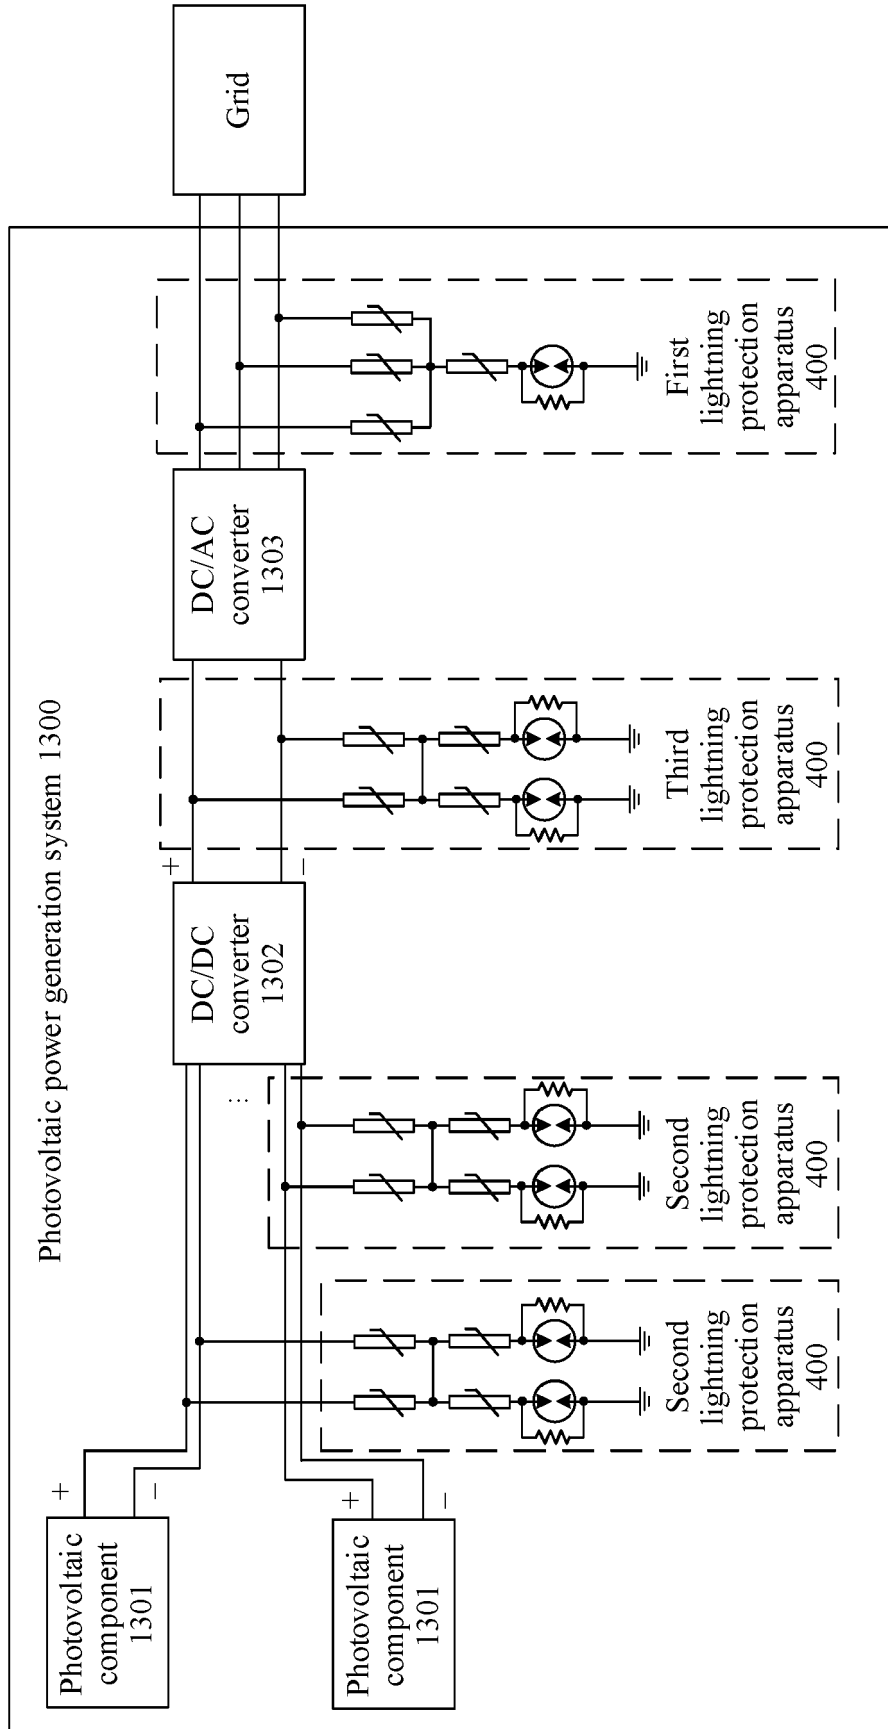 Photovoltaic power generation system 1300
Photovoltaic
component
1301
+
−
Photovoltaic
component
1301
+
−
Second
lightning
protection
apparatus
400
Second
lightning
protection
apparatus
400
...
DC/DC
converter
1302
+
−
Third
lightning
protection
apparatus
400
DC/AC
converter
1303
First
lightning
protection
apparatus
400
Grid